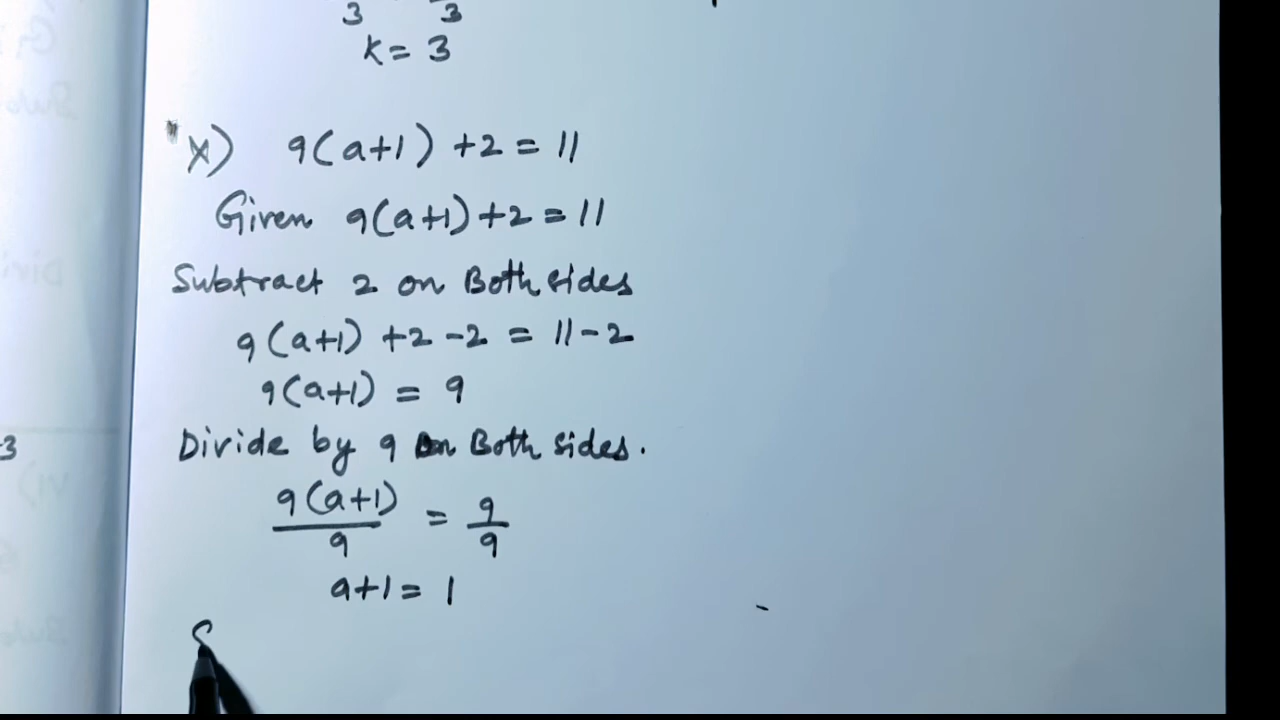 3 3
K = 3
x) 9(a+1) +2 = 11
Given 9(a+1)+2 = 11
Subtract 2 on Both sides
9(a+1) +2 -2 = 11-2
9(a+1) = 9
3
Divide by 9 on Both sides.
9(a+1)/9 = 9/9
a+1 = 1
S